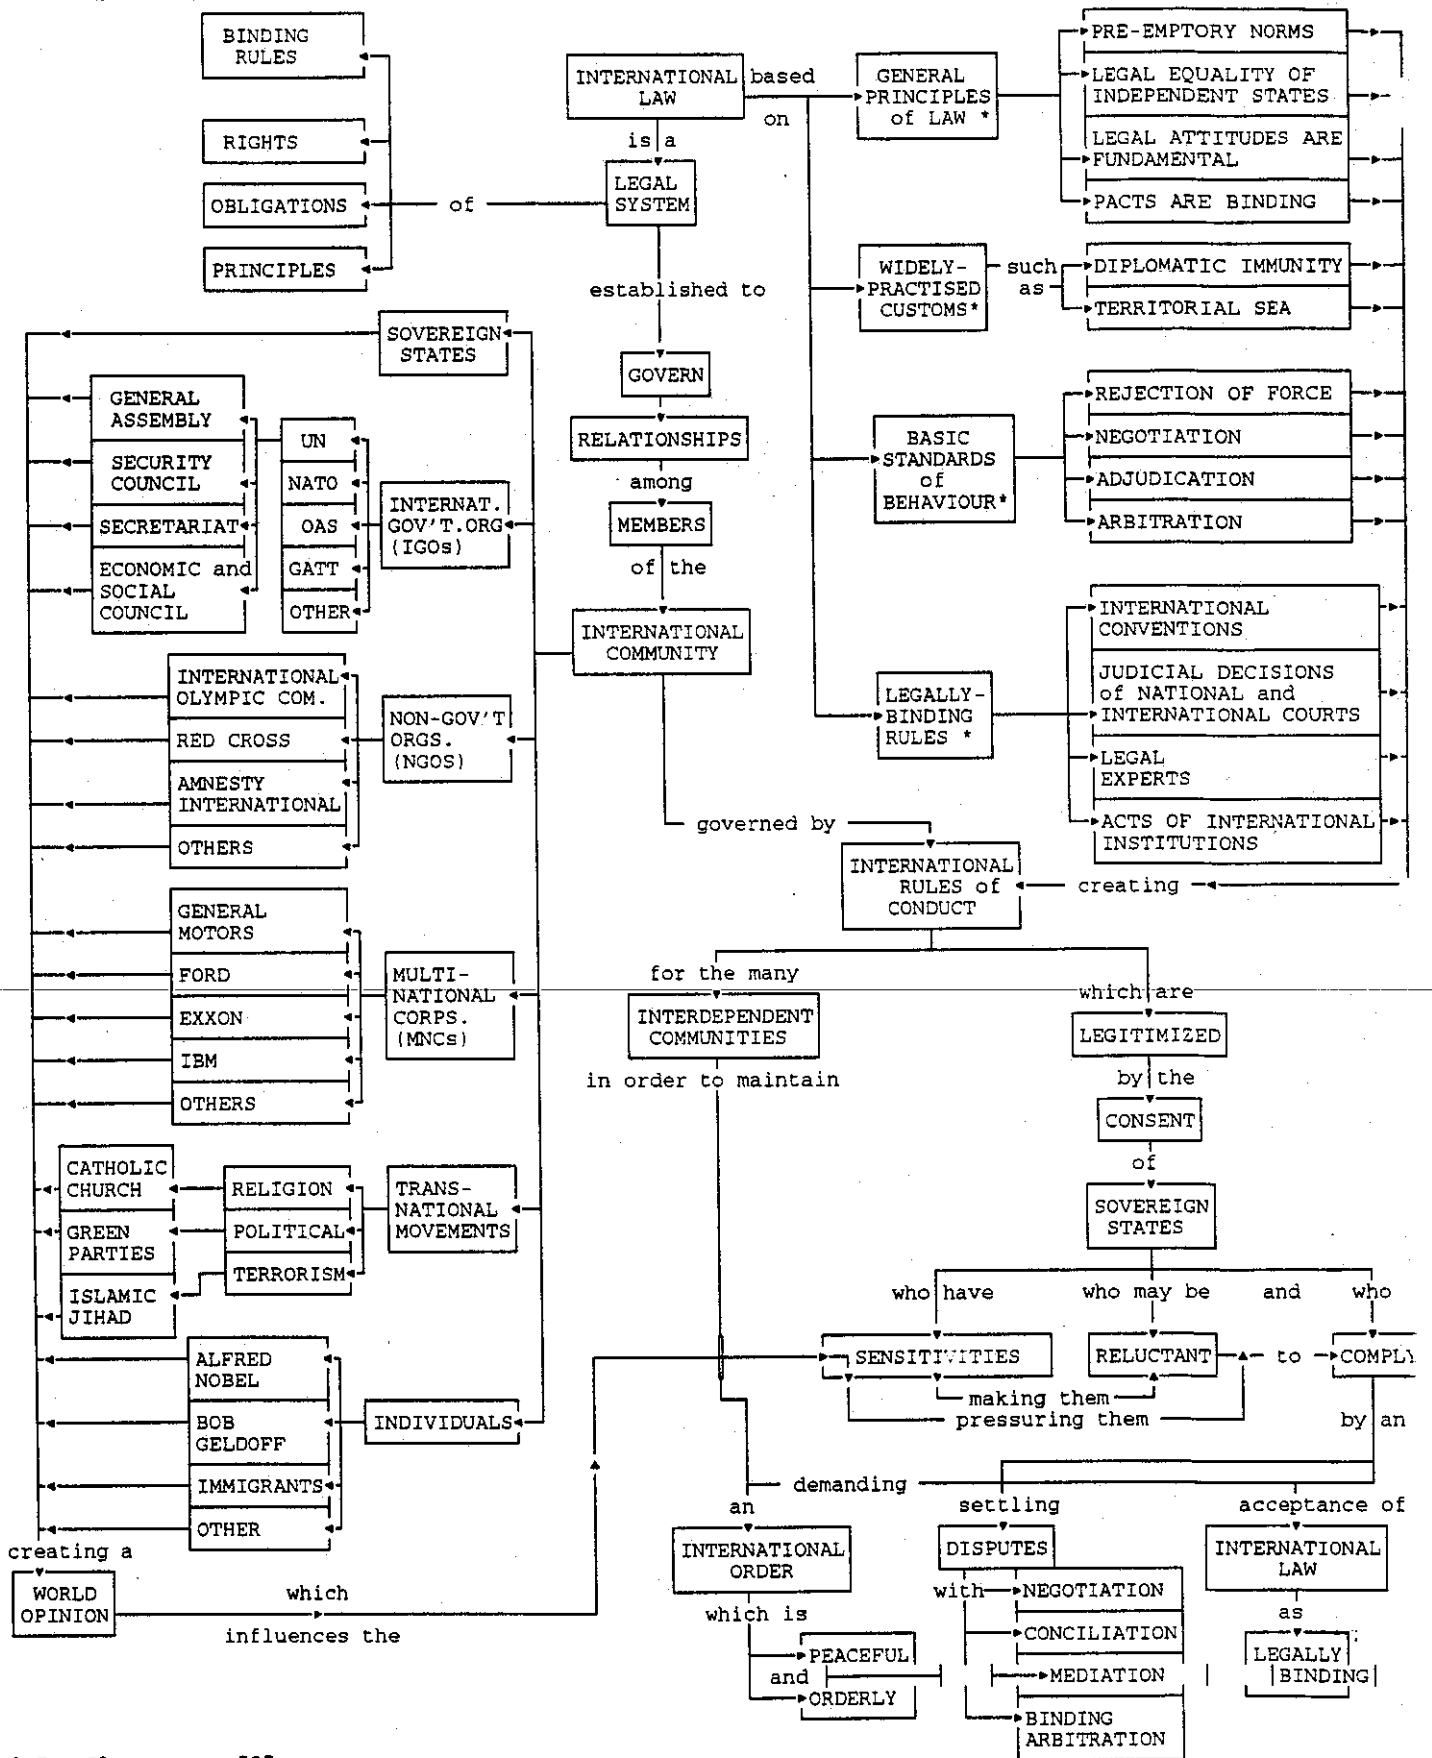 BINDING
RULES
RIGHTS
OBLIGATIONS
PRINCIPLES
of
INTERNATIONAL
LAW
is a
LEGAL
SYSTEM
established to
GOVERN
RELATIONSHIPS
among
MEMBERS
of the
INTERNATIONAL
COMMUNITY
based
on
GENERAL
PRINCIPLES
of LAW *
PRE-EMPTORY NORMS
LEGAL EQUALITY OF
INDEPENDENT STATES
LEGAL ATTITUDES ARE
FUNDAMENTAL
PACTS ARE BINDING
WIDELY-
PRACTISED
CUSTOMS*
such
as
DIPLOMATIC IMMUNITY
TERRITORIAL SEA
BASIC
STANDARDS
of
BEHAVIOUR*
REJECTION OF FORCE
NEGOTIATION
ADJUDICATION
ARBITRATION
LEGALLY-
BINDING
RULES *
INTERNATIONAL
CONVENTIONS
JUDICIAL DECISIONS
of NATIONAL and
INTERNATIONAL COURTS
LEGAL
EXPERTS
ACTS OF INTERNATIONAL
INSTITUTIONS
creating
governed by
INTERNATIONAL
RULES of
CONDUCT
SOVEREIGN
STATES
INTERNAT.
GOV'T.ORG
(IGOs)
UN
NATO
OAS
GATT
OTHER
GENERAL
ASSEMBLY
SECURITY
COUNCIL
SECRETARIAT
ECONOMIC and
SOCIAL
COUNCIL
NON-GOV'T
ORGS.
(NGOS)
INTERNATIONAL
OLYMPIC COM.
RED CROSS
AMNESTY
INTERNATIONAL
OTHERS
MULTI-
NATIONAL
CORPS.
(MNCs)
GENERAL
MOTORS
FORD
EXXON
IBM
OTHERS
TRANS-
NATIONAL
MOVEMENTS
RELIGION
POLITICAL
TERRORISM
CATHOLIC
CHURCH
GREEN
PARTIES
ISLAMIC
JIHAD
INDIVIDUALS
ALFRED
NOBEL
BOB
GELDOFF
IMMIGRANTS
OTHER
creating a
WORLD
OPINION
which
influences the
for the many
INTERDEPENDENT
COMMUNITIES
in order to maintain
which are
LEGITIMIZED
by the
CONSENT
of
SOVEREIGN
STATES
who have
who may be
and
who
SENSITIVITIES
RELUCTANT
to
COMPLY
making them
pressuring them
by an
demanding
an
INTERNATIONAL
ORDER
which is
PEACEFUL
and
ORDERLY
settling
DISPUTES
with
NEGOTIATION
CONCILIATION
MEDIATION
BINDING
ARBITRATION
acceptance of
INTERNATIONAL
LAW
as
LEGALLY
BINDING